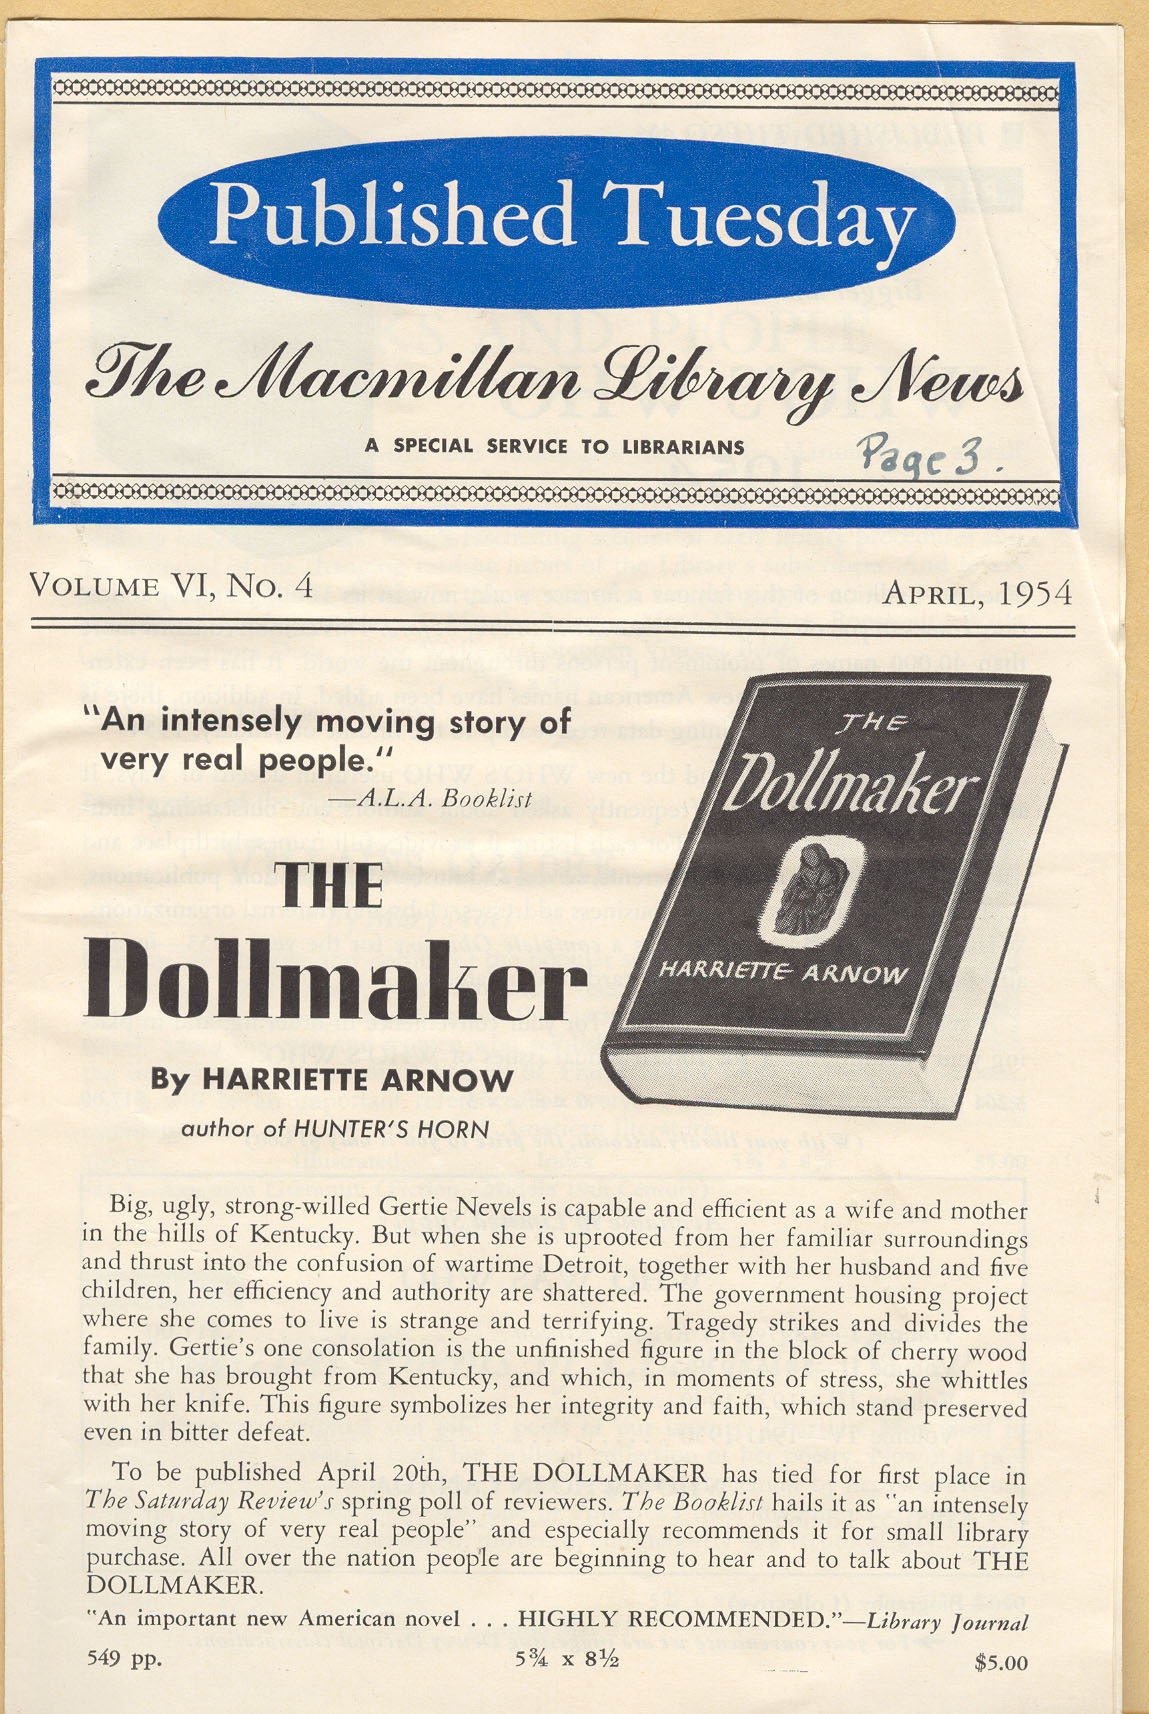 Published Tuesday
The Macmillan Library News
A SPECIAL SERVICE TO LIBRARIANS
Page 3.
VOLUME VI, NO. 4 APRIL, 1954
"An intensely moving story of
very real people."
—A.L.A. Booklist
THE
Dollmaker
By HARRIETTE ARNOW
author of HUNTER'S HORN
THE
Dollmaker
HARRIETTE ARNOW
Big, ugly, strong-willed Gertie Nevels is capable and efficient as a wife and mother
in the hills of Kentucky. But when she is uprooted from her familiar surroundings
and thrust into the confusion of wartime Detroit, together with her husband and five
children, her efficiency and authority are shattered. The government housing project
where she comes to live is strange and terrifying. Tragedy strikes and divides the
family. Gertie's one consolation is the unfinished figure in the block of cherry wood
that she has brought from Kentucky, and which, in moments of stress, she whittles
with her knife. This figure symbolizes her integrity and faith, which stand preserved
even in bitter defeat.
To be published April 20th, THE DOLLMAKER has tied for first place in
The Saturday Review's spring poll of reviewers. The Booklist hails it as "an intensely
moving story of very real people" and especially recommends it for small library
purchase. All over the nation people are beginning to hear and to talk about THE
DOLLMAKER.
"An important new American novel . . . HIGHLY RECOMMENDED."—Library Journal
549 pp. 5¾ x 8½ $5.00